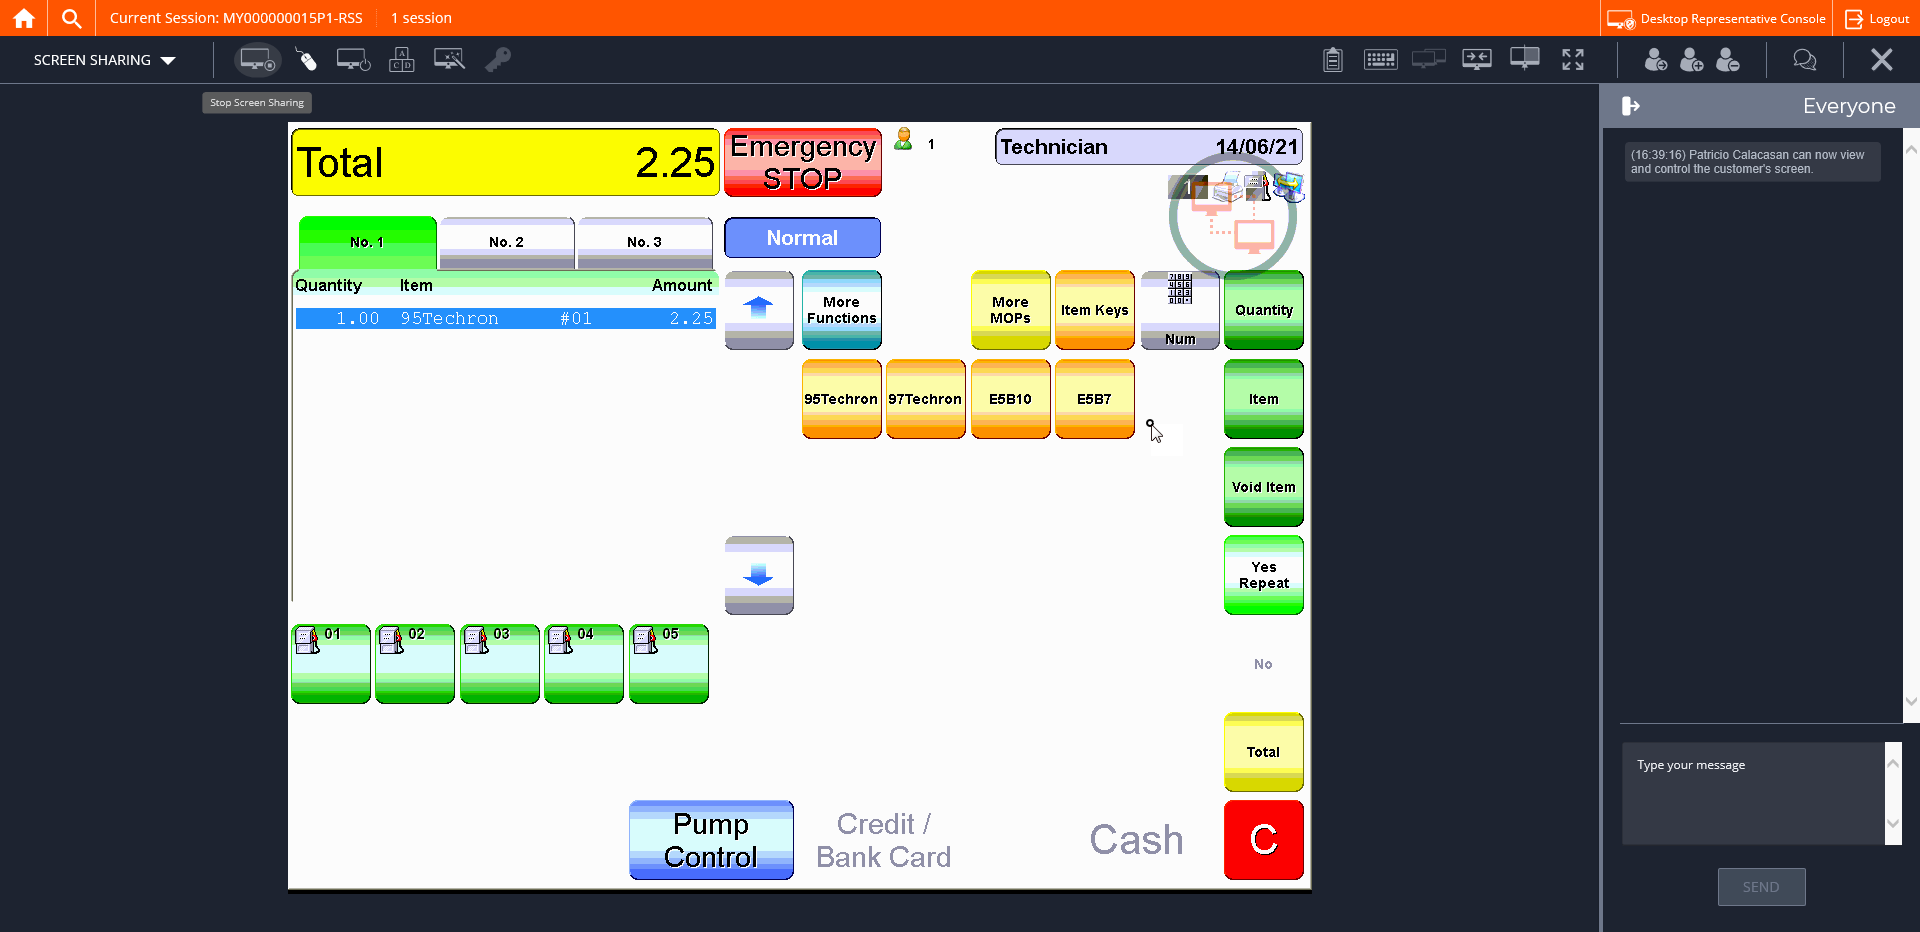 Current Session: MY000000015P1-RSS 1 session Desktop Representative Console Logout
SCREEN SHARING
Stop Screen Sharing
Everyone
(16:39:16) Patricio Calacasan can now view
and control the customer's screen.
Total 2.25
Emergency
STOP
1
Technician 14/06/21
1
No. 1 No. 2 No. 3
Normal
Quantity Item Amount
1.00 95Techron #01 2.25
More
Functions
More
MOPs
Item Keys
Num
Quantity
95Techron
97Techron
E5B10
E5B7
Item
Void Item
Yes
Repeat
01 02 03 04 05
No
Total
Pump
Control
Credit /
Bank Card
Cash
C
Type your message
SEND